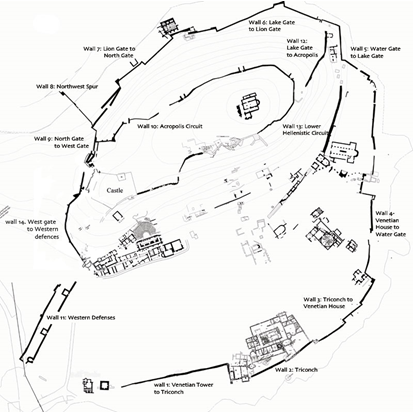 Wall 6: Lake Gate
to Lion Gate
Wall 7: Lion Gate to
North Gate
Wall 12:
Lake Gate
to Acropolis
Wall 5: Water Gate
to Lake Gate
Wall 8: Northwest Spur
Wall 10: Acropolis Circuit
Wall 13: Lower
Hellenistic Circuit
Wall 9: North Gate
to West Gate
Castle
wall 14. West gate
to Western
defences
Wall 4-
Venetian
House to
Water Gate
Wall 3: Triconch to
Venetian House
Wall 11: Western Defenses
Wall 2: Triconch
wall 1: Venetian Tower
to Triconch